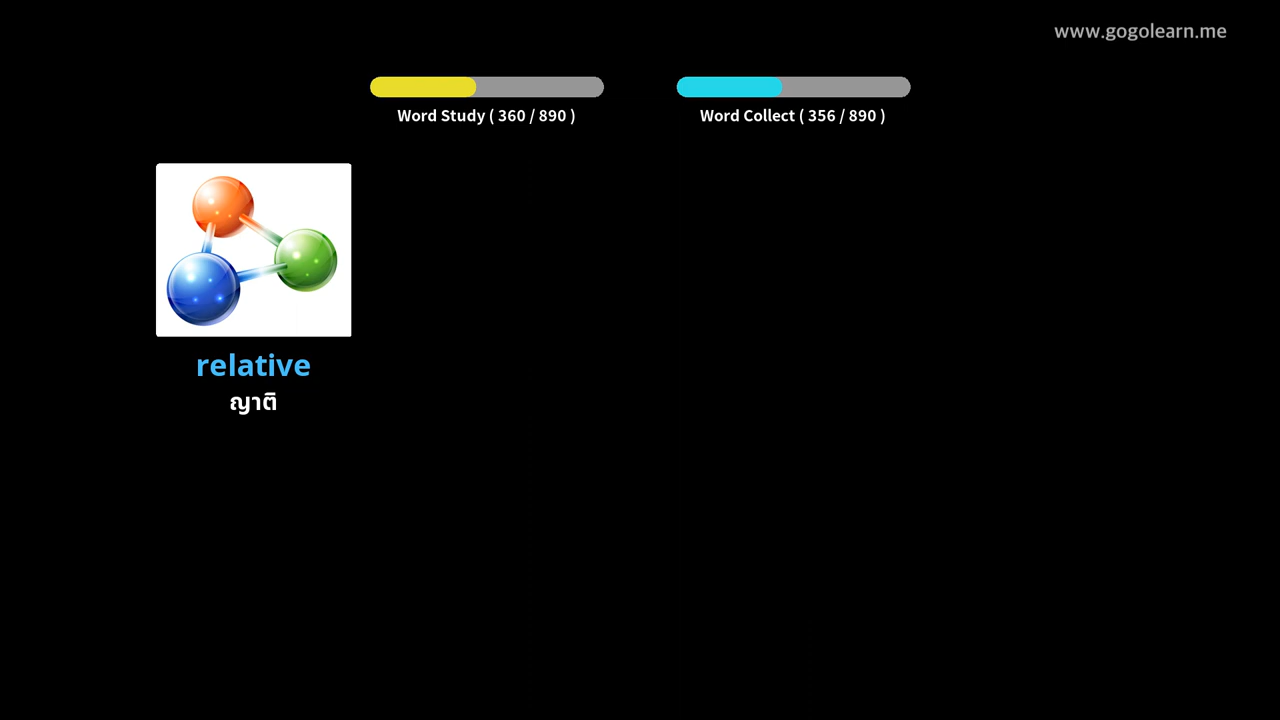 www.gogolearn.me
Word Study ( 360 / 890 )
Word Collect ( 356 / 890 )
relative
ญาติ